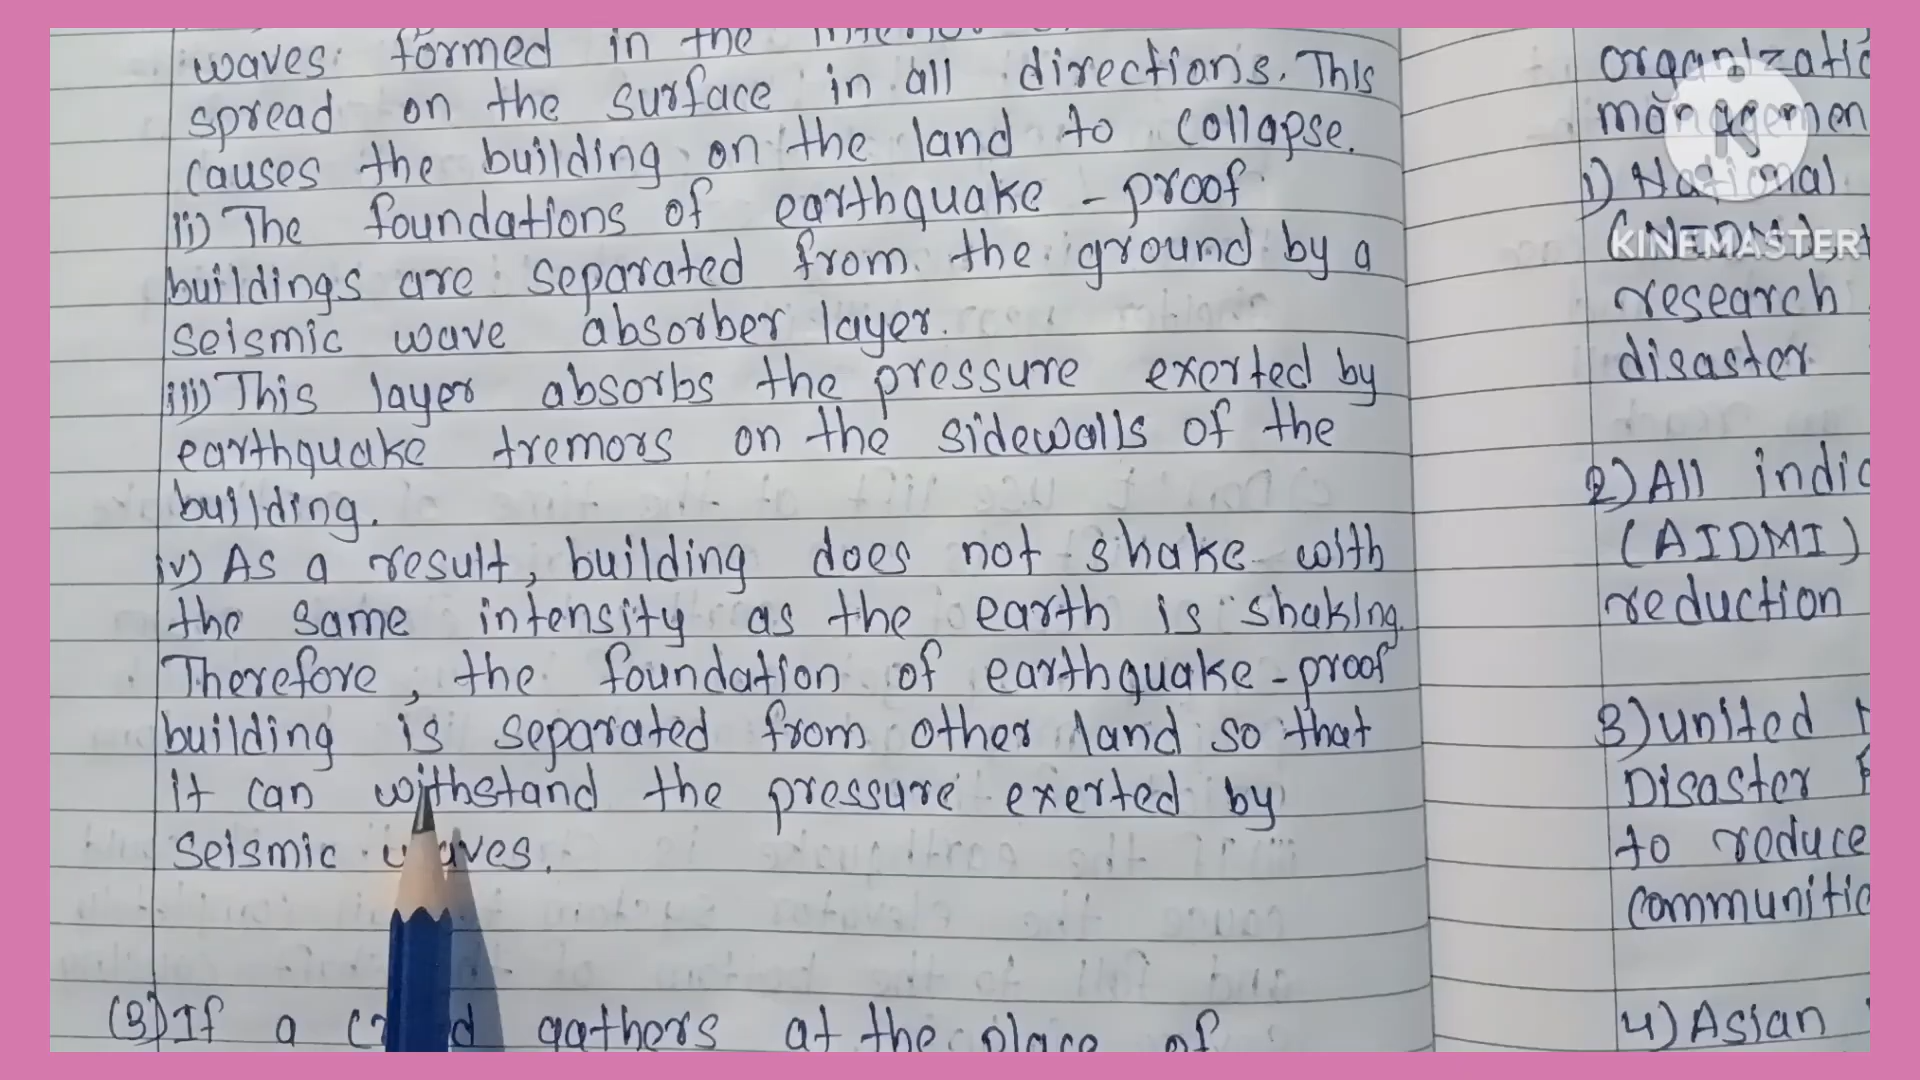 waves formed in the
spread on the surface in all directions. This
causes the building on the land to collapse.
ii) The foundations of earthquake - proof
buildings are separated from the ground by a
seismic wave absorber layer.
iii) This layer absorbs the pressure exerted by
earthquake tremors on the sidewalls of the
building.
iv) As a result, building does not shake with
the same intensity as the earth is shaking.
Therefore, the foundation of earthquake-proof
building is separated from other land so that
it can withstand the pressure exerted by
seismic waves.
(3) If a gathers at the place of
1) National
research
disaster
2) All
(AIDMI)
reduction
3) united
Disaster
to reduce
4) Asian
KINEMASTER